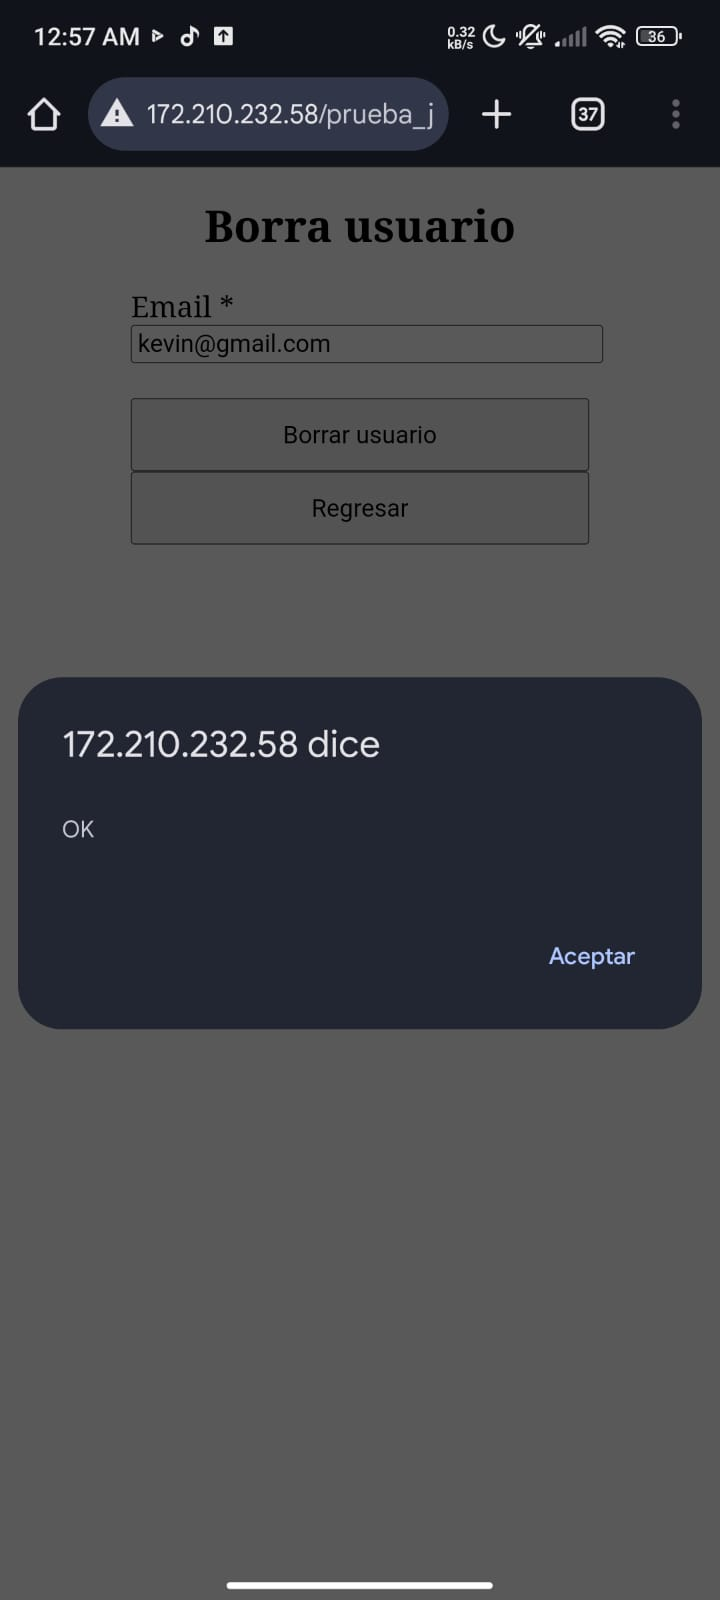 12:57 AM
0.32
kB/s
36
172.210.232.58/prueba_j
37
Borra usuario
Email *
kevin@gmail.com
Borrar usuario
Regresar
172.210.232.58 dice
OK
Aceptar